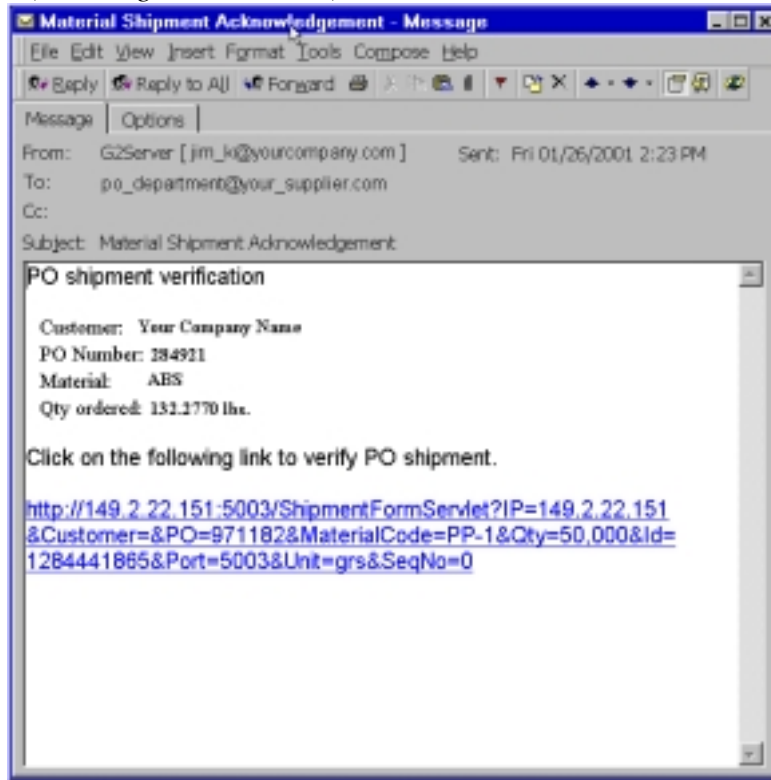 Material Shipment Acknowledgement - Message
File Edit View Insert Format Tools Compose Help
Reply Reply to All Forward
Message Options
From: G2Server [ jim_k@yourcompany.com ] Sent: Fri 01/26/2001 2:23 PM
To: po_department@your_supplier.com
Cc:
Subject: Material Shipment Acknowledgement
PO shipment verification
Customer: Your Company Name
PO Number: 284921
Material: ABS
Qty ordered: 132.2770 lbs.
Click on the following link to verify PO shipment.
http://149.2.22.151:5003/ShipmentFormServlet?IP=149.2.22.151
&Customer=&PO=971182&MaterialCode=PP-1&Qty=50,000&Id=
1284441865&Port=5003&Unit=grs&SeqNo=0